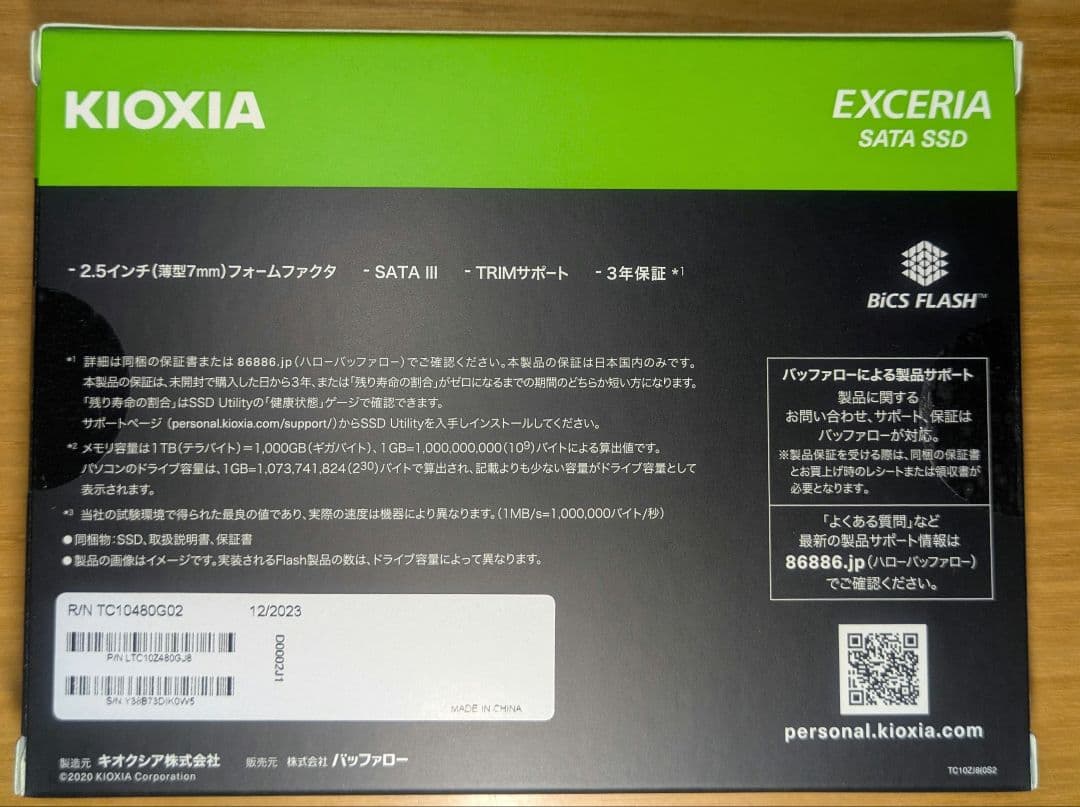 KIOXIA
EXCERIA
SATA SSD
- 2.5インチ(薄型7mm)フォームファクタ - SATA III - TRIMサポート - 3年保証 *1
BiCS FLASH™
*1 詳細は同梱の保証書または 86886.jp(ハローバッファロー)でご確認ください。本製品の保証は日本国内のみです。
本製品の保証は、未開封で購入した日から3年、または「残り寿命の割合」がゼロになるまでの期間のどちらか短い方になります。
「残り寿命の割合」はSSD Utilityの「健康状態」ゲージで確認できます。
サポートページ (personal.kioxia.com/support/)からSSD Utilityを入手しインストールしてください。
*2 メモリ容量は1TB(テラバイト)=1,000GB(ギガバイト)、1GB=1,000,000,000(10⁹)バイトによる算出値です。
パソコンのドライブ容量は、1GB=1,073,741,824(2³⁰)バイトで算出され、記載よりも少ない容量がドライブ容量として
表示されます。
*3 当社の試験環境で得られた最良の値であり、実際の速度は機器により異なります。(1MB/s=1,000,000バイト/秒)
●同梱物:SSD、取扱説明書、保証書
●製品の画像はイメージです。実装されるFlash製品の数は、ドライブ容量によって異なります。
バッファローによる製品サポート
製品に関する
お問い合わせ、サポート、保証は
バッファローが対応。
※製品保証を受ける際は、同梱の保証書
とお買上げ時のレシートまたは領収書が
必要となります。
「よくある質問」など
最新の製品サポート情報は
86886.jp(ハローバッファロー)
でご確認ください。
R/N TC10480G02 12/2023
P/N LTC10Z480GJ8
D0002J1
S/N Y38B73DIK0W5
MADE IN CHINA
personal.kioxia.com
製造元 キオクシア株式会社 販売元 株式会社 バッファロー
©2020 KIOXIA Corporation
TC10ZJ8(0S2